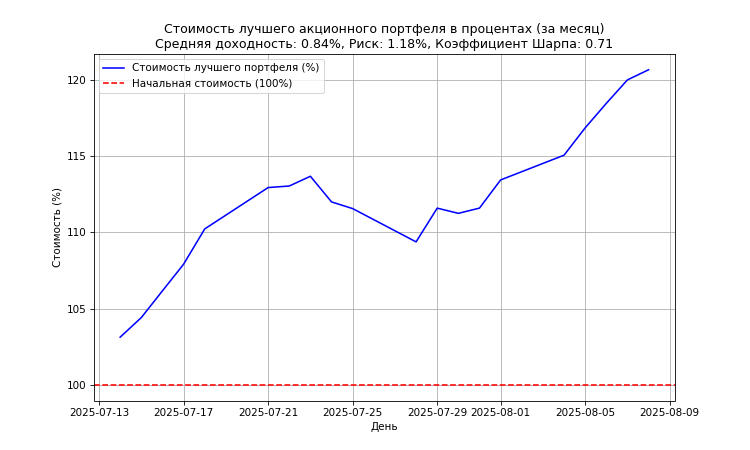 Стоимость лучшего акционного портфеля в процентах (за месяц)
Средняя доходность: 0.84%, Риск: 1.18%, Коэффициент Шарпа: 0.71
Стоимость лучшего портфеля (%)
Начальная стоимость (100%)
Стоимость (%)
120
115
110
105
100
2025-07-13 2025-07-17 2025-07-21 2025-07-25 2025-07-29 2025-08-01 2025-08-05 2025-08-09
День